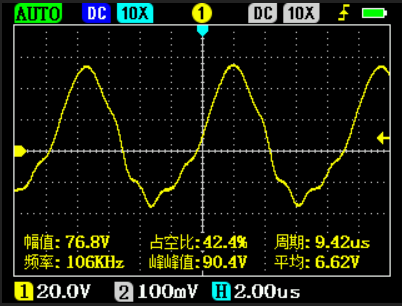 AUTO DC 10X 1 DC 10X
幅值: 76.8V 占空比: 42.4% 周期: 9.42us
频率: 106KHz 峰峰值: 90.4V 平均: 6.62V
1 20.0V 2 100mV H 2.00us